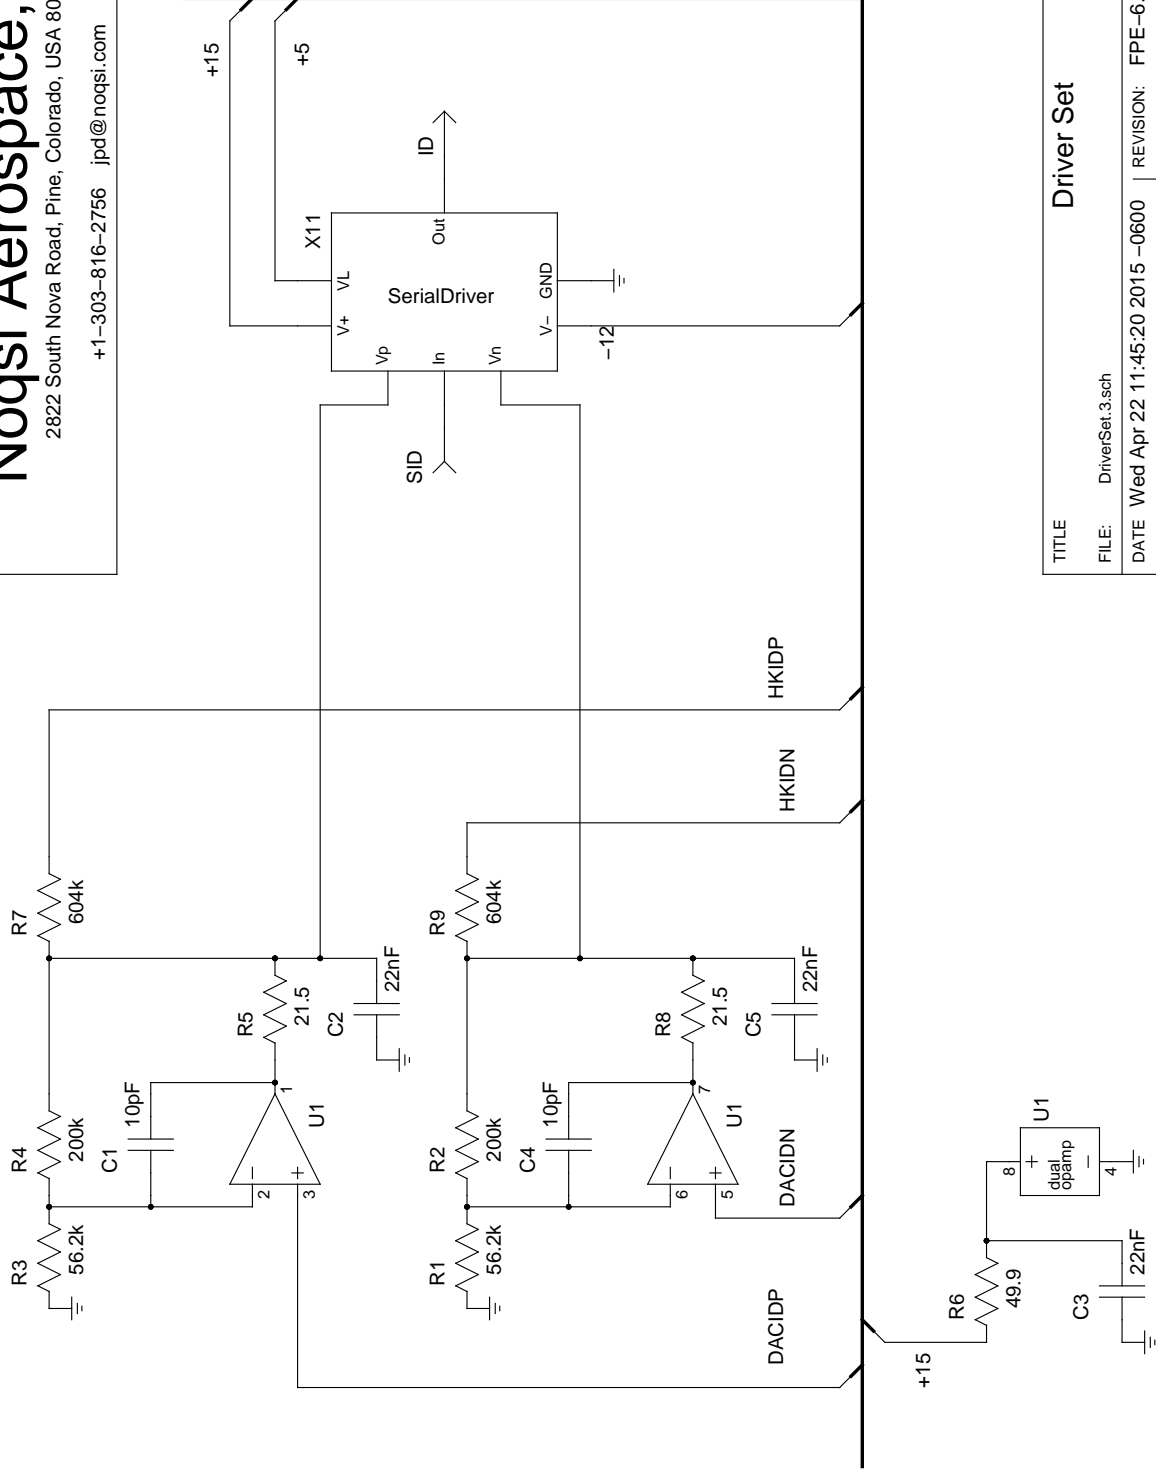 Noqsi Aerospace,
2822 South Nova Road, Pine, Colorado, USA 80
+1−303−816−2756 jpd@noqsi.com
R3
56.2k
R4
200k
C1
10pF
2
3
1
U1
R5
21.5
C2
22nF
R7
604k
R1
56.2k
R2
200k
C4
10pF
6
5
7
U1
R8
21.5
C5
22nF
R9
604k
DACIDP
DACIDN
HKIDN
HKIDP
SID
X11
SerialDriver
Vp
In
Vn
V+
VL
V−
GND
Out
ID
+15
+5
−12
+15
R6
49.9
C3
22nF
U1
8
dual
opamp
4
TITLE
Driver Set
FILE: DriverSet.3.sch
DATE Wed Apr 22 11:45:20 2015 −0600
REVISION: FPE−6.